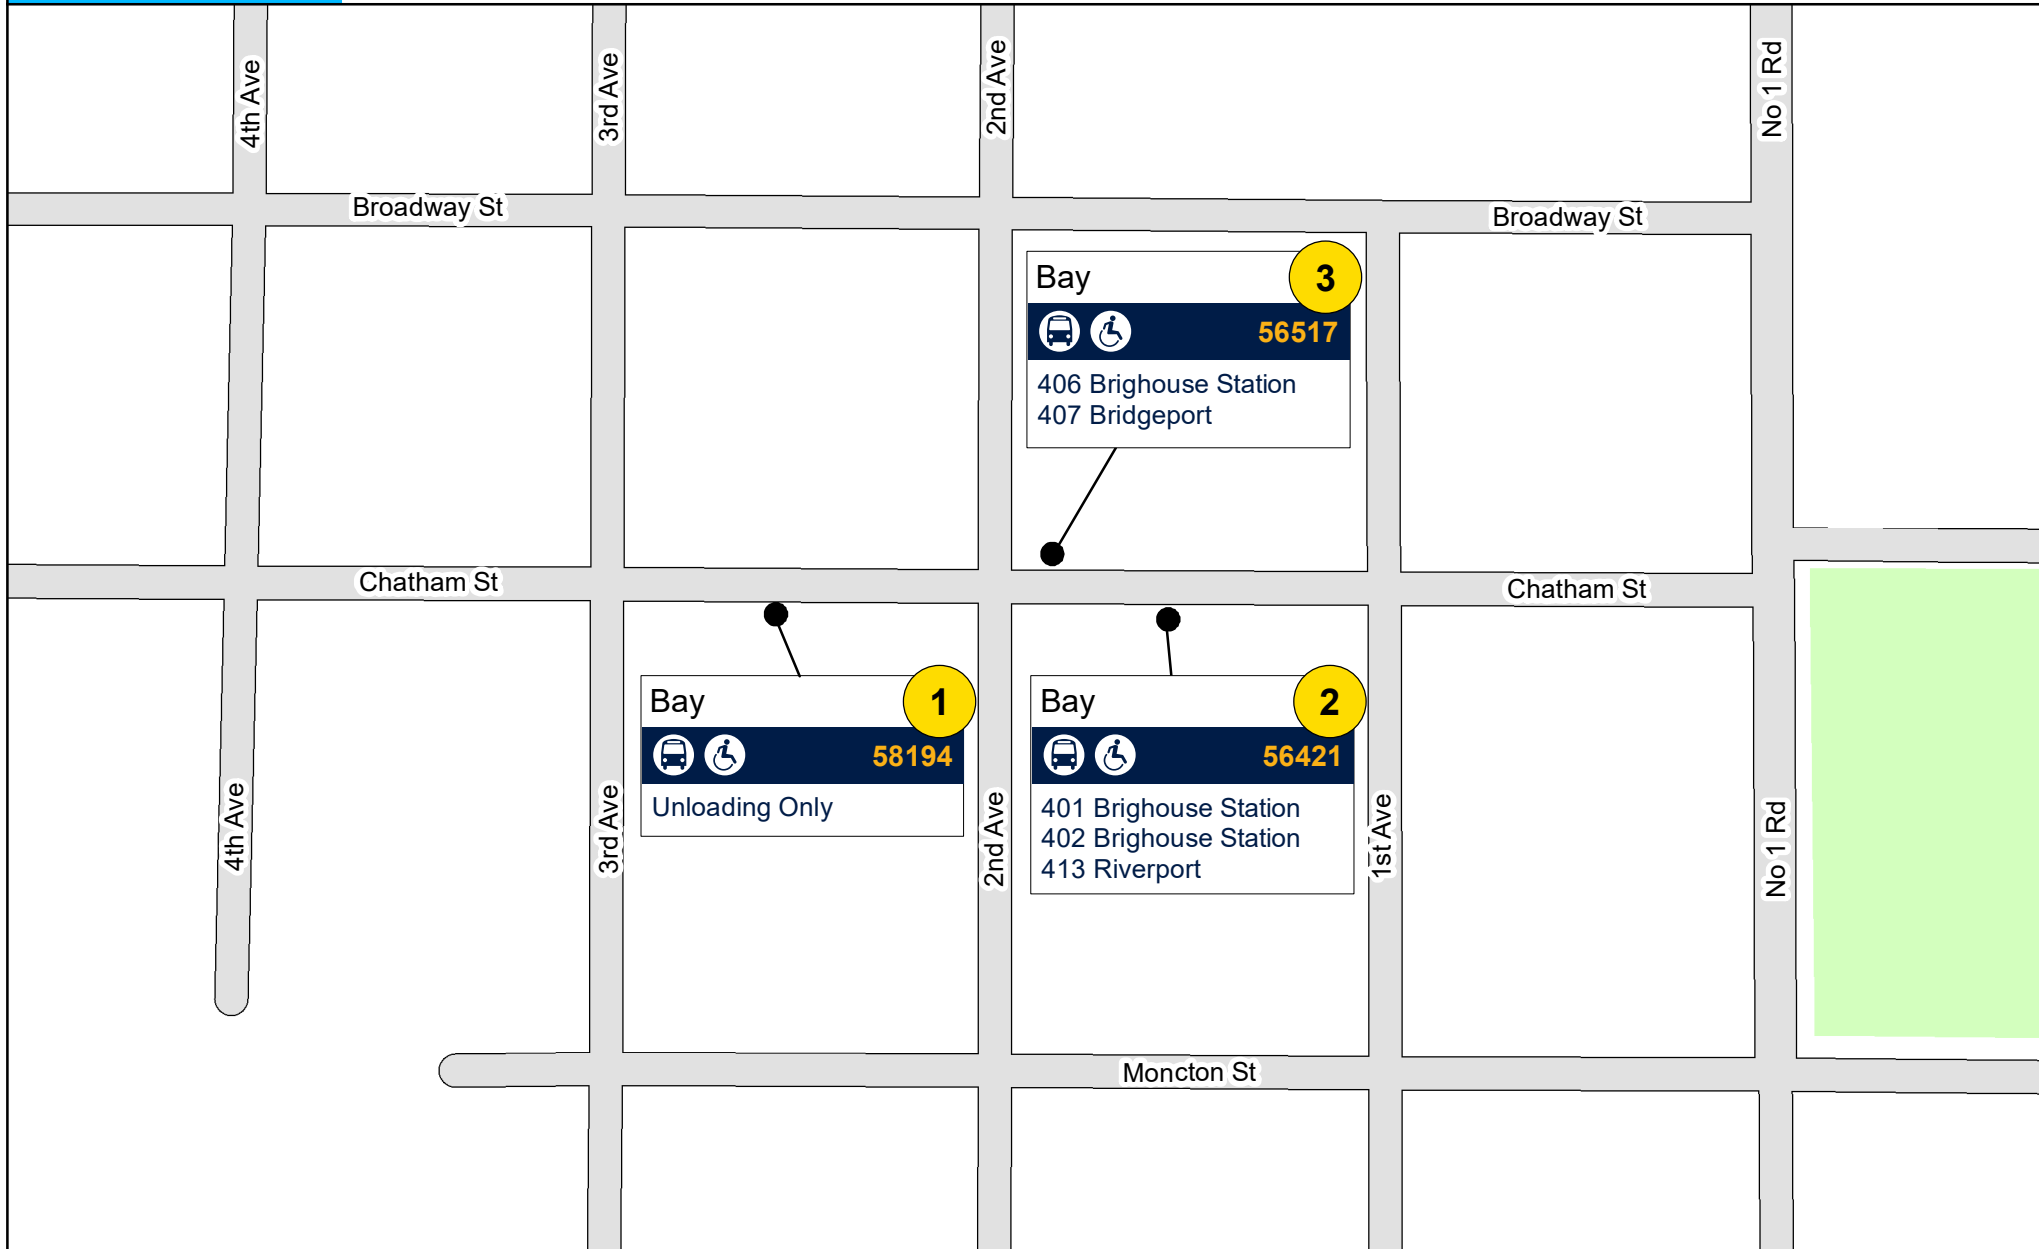 4th Ave
3rd Ave
2nd Ave
No 1 Rd
Broadway St
Broadway St
Bay
3
56517
406 Brighouse Station
407 Bridgeport
Chatham St
Chatham St
Bay
1
58194
Unloading Only
Bay
2
56421
401 Brighouse Station
402 Brighouse Station
413 Riverport
4th Ave
3rd Ave
2nd Ave
1st Ave
No 1 Rd
Moncton St